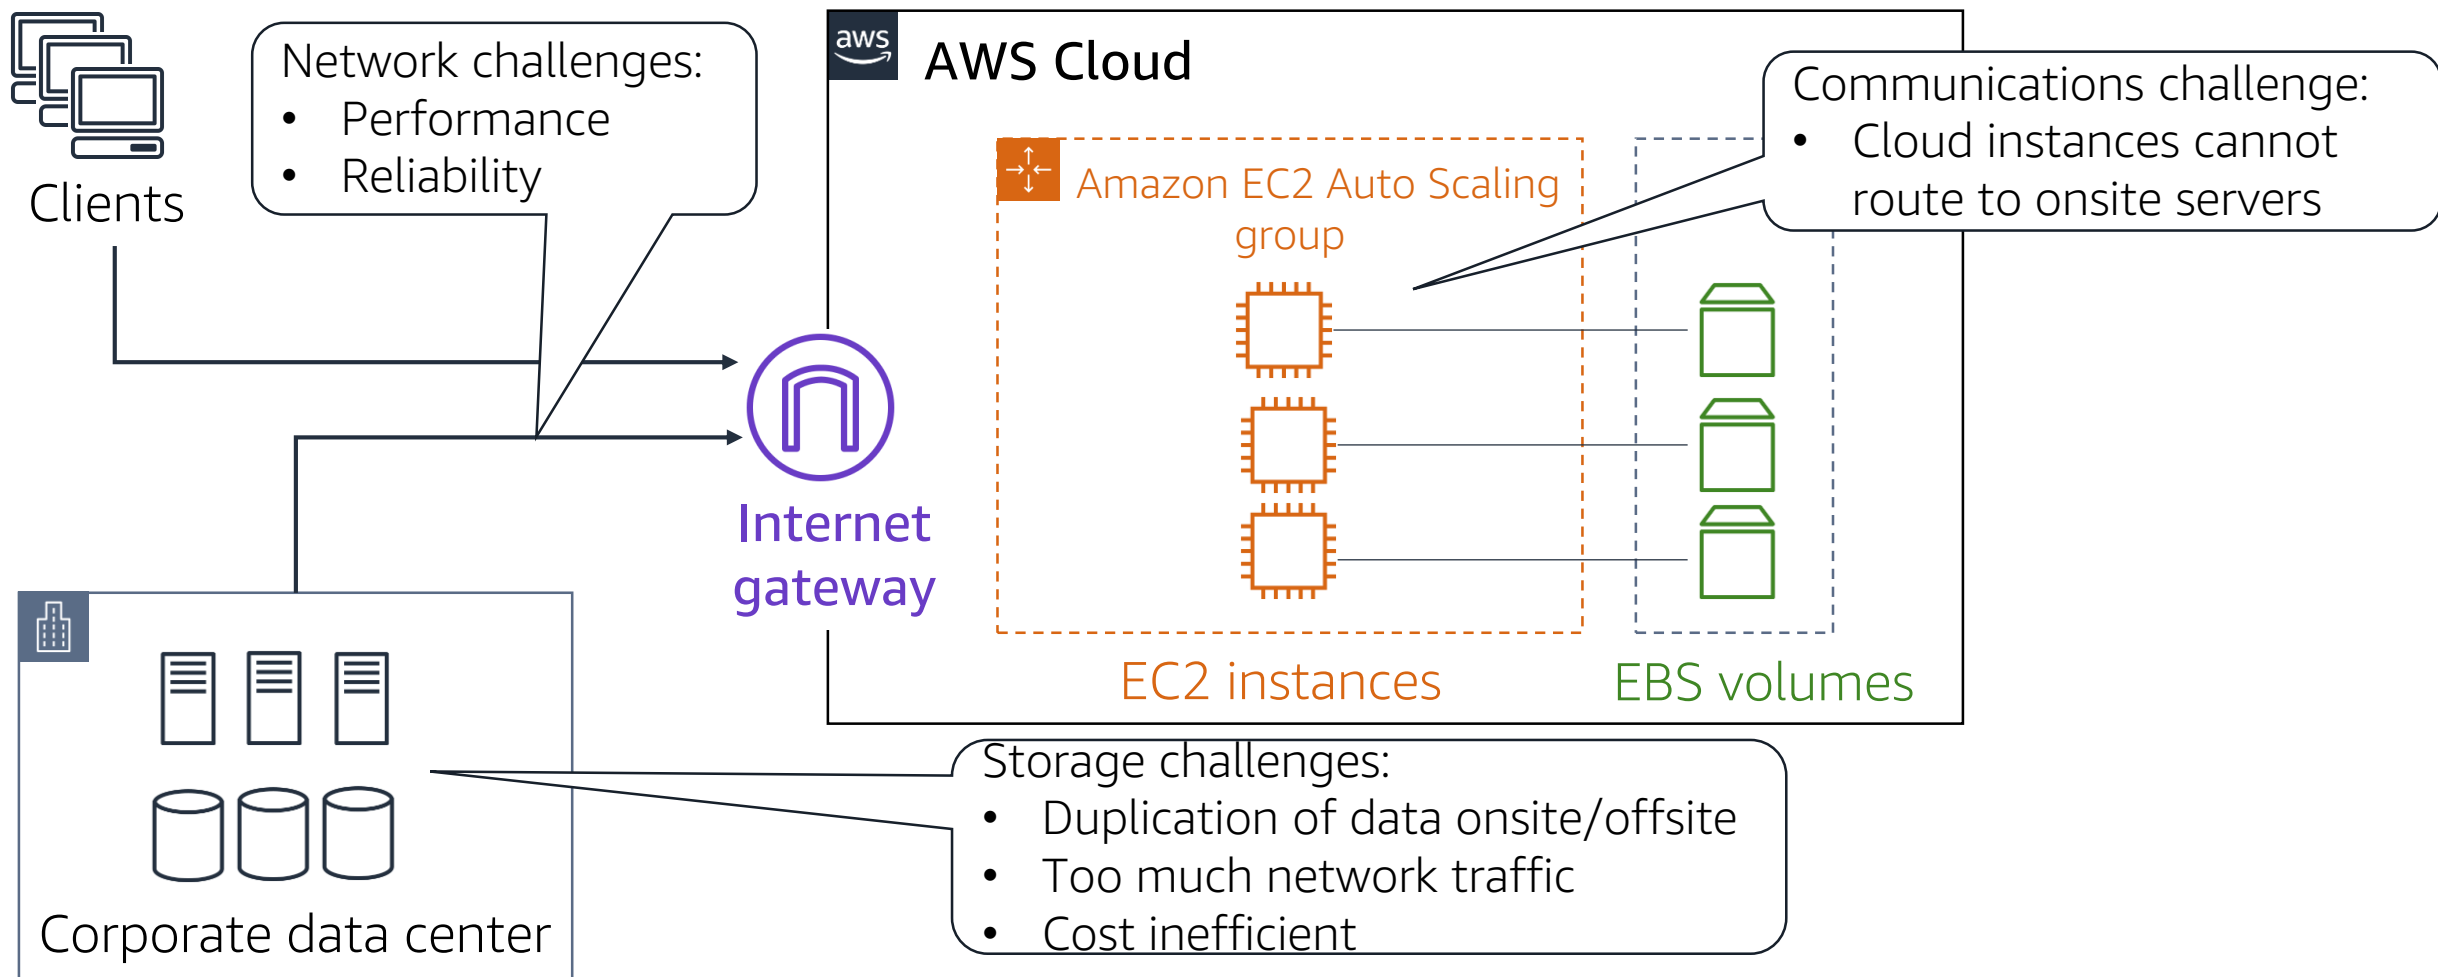 Clients
Network challenges:
• Performance
• Reliability
aws
AWS Cloud
Amazon EC2 Auto Scaling
group
Communications challenge:
• Cloud instances cannot
route to onsite servers
Internet
gateway
EC2 instances
EBS volumes
Corporate data center
Storage challenges:
• Duplication of data onsite/offsite
• Too much network traffic
• Cost inefficient